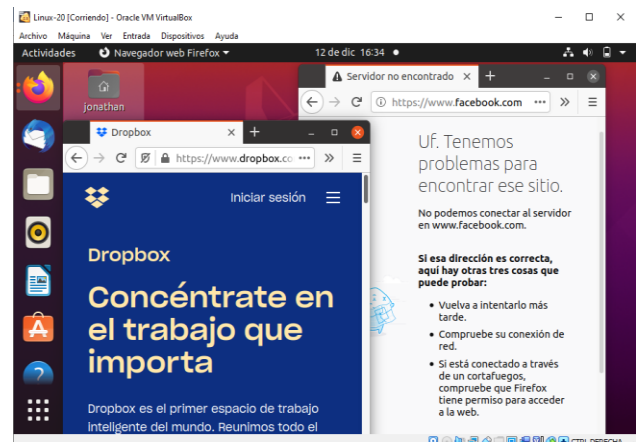 Linux-20 [Corriendo] - Oracle VM VirtualBox
Archivo Máquina Ver Entrada Dispositivos Ayuda
Actividades Navegador web Firefox 12 de dic 16:34
jonathan
Servidor no encontrado
https://www.facebook.com
Uf. Tenemos
problemas para
encontrar ese sitio.
No podemos conectar al servidor
en www.facebook.com.
Si esa dirección es correcta,
aquí hay otras tres cosas que
puede probar:
• Vuelva a intentarlo más
tarde.
• Compruebe su conexión de
red.
• Si está conectado a través
de un cortafuegos,
compruebe que Firefox
tiene permiso para acceder
a la web.
Dropbox
https://www.dropbox.co
Iniciar sesión
Dropbox
Concéntrate en
el trabajo que
importa
Dropbox es el primer espacio de trabajo
inteligente del mundo. Reunimos todo el
CTRL DERECHA